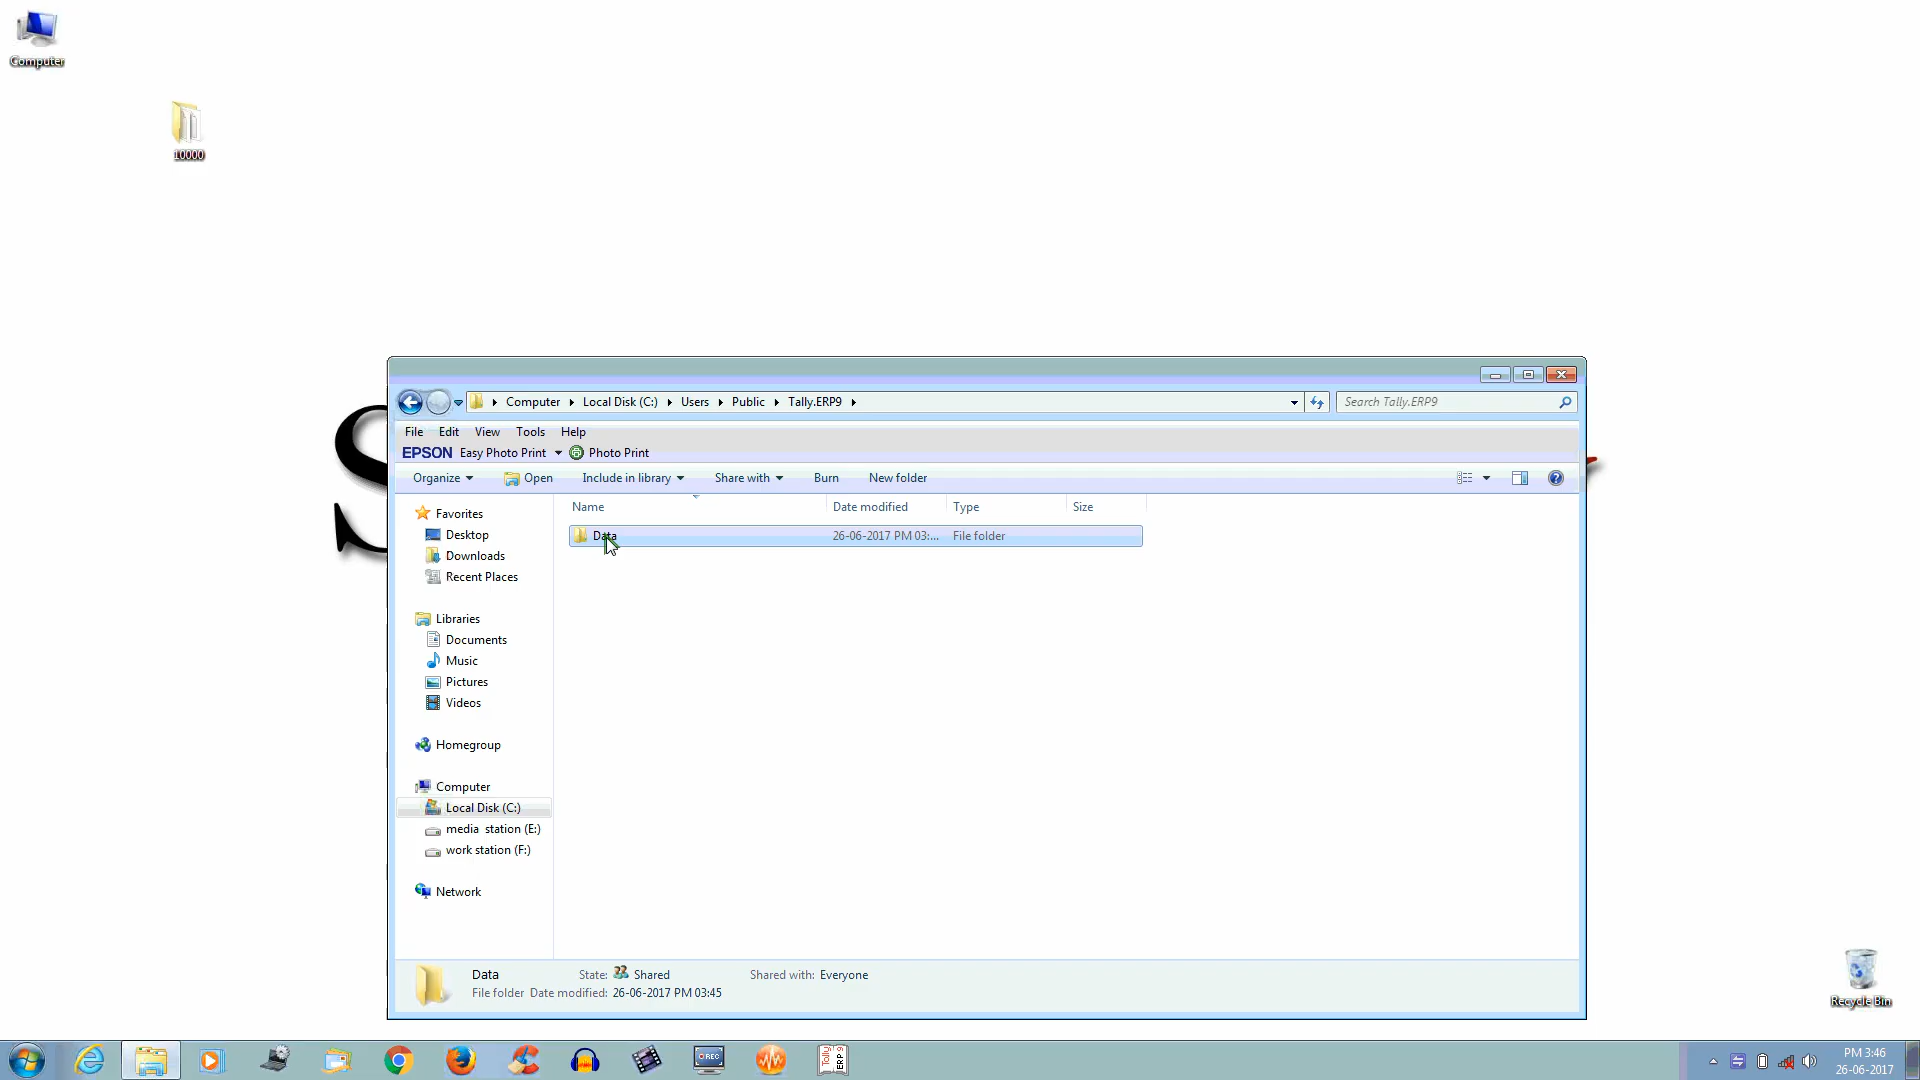 Computer
10000
Computer Local Disk (C:) Users Public Tally.ERP9
Search Tally.ERP9
File Edit View Tools Help
EPSON Easy Photo Print Photo Print
Organize Open Include in library Share with Burn New folder
Name Date modified Type Size
Data 26-06-2017 PM 03:... File folder
Favorites
Desktop
Downloads
Recent Places
Libraries
Documents
Music
Pictures
Videos
Homegroup
Computer
Local Disk (C:)
media station (E:)
work station (F:)
Network
Data State: Shared Shared with: Everyone
File folder Date modified: 26-06-2017 PM 03:45
Recycle Bin
REC
Tally
ERP 9
PM 3:46
26-06-2017